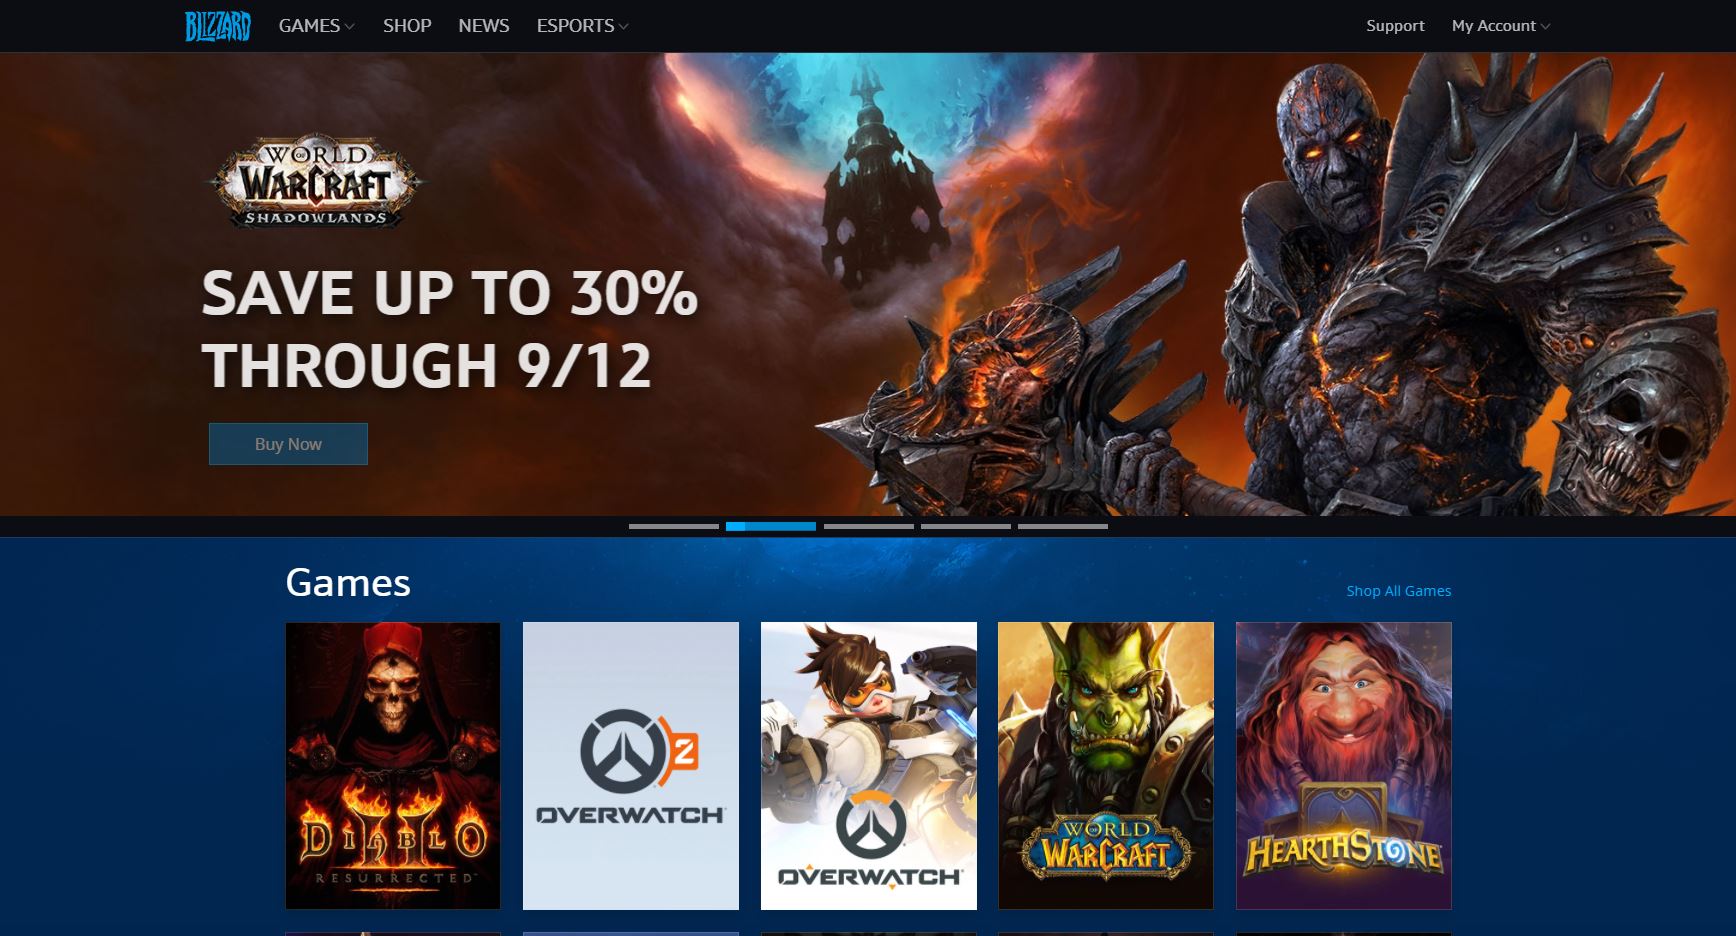 BLIZZARD
GAMES
SHOP
NEWS
ESPORTS
Support
My Account
WORLD
OF
WARCRAFT
SHADOWLANDS
SAVE UP TO 30%
THROUGH 9/12
Buy Now
Games
Shop All Games
DIABLO
II
RESURRECTED
2
OVERWATCH
OVERWATCH
WORLD
OF
WARCRAFT
HEARTHSTONE